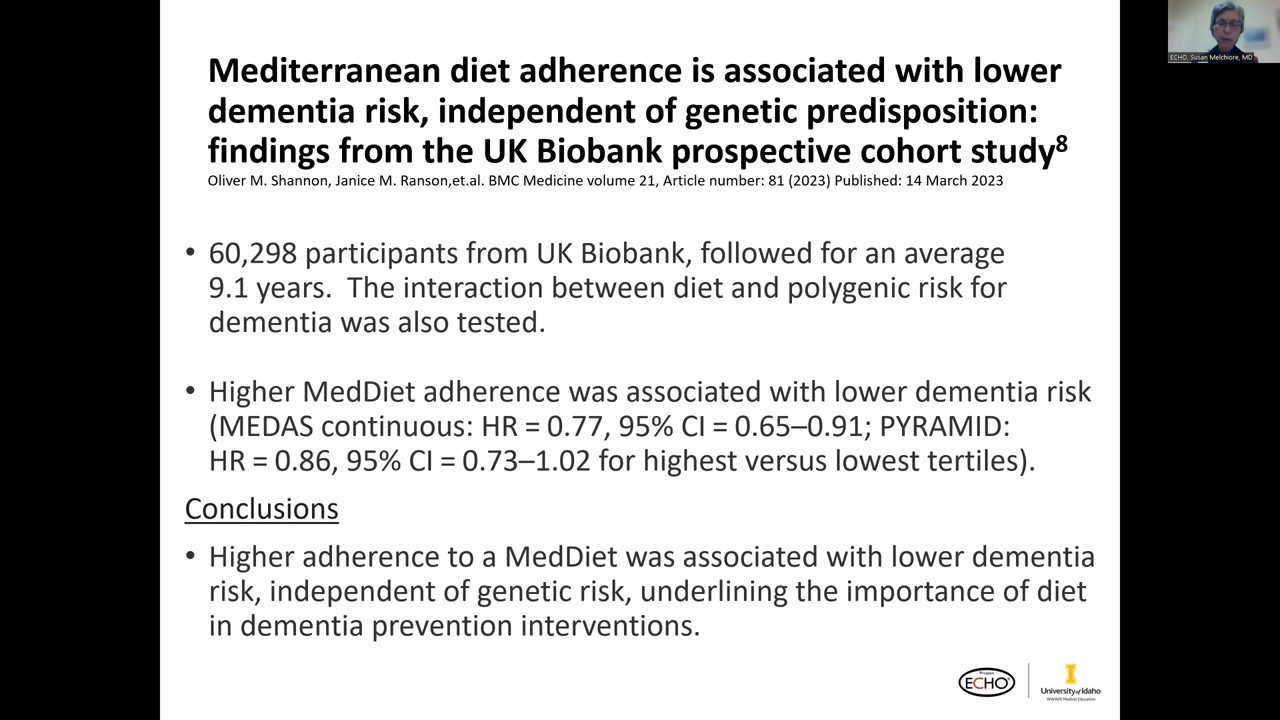 ECHO, Susan Melchiore, MD
Mediterranean diet adherence is associated with lower
dementia risk, independent of genetic predisposition:
findings from the UK Biobank prospective cohort study8
Oliver M. Shannon, Janice M. Ranson,et.al. BMC Medicine volume 21, Article number: 81 (2023) Published: 14 March 2023
• 60,298 participants from UK Biobank, followed for an average
9.1 years.  The interaction between diet and polygenic risk for
dementia was also tested.
• Higher MedDiet adherence was associated with lower dementia risk
(MEDAS continuous: HR = 0.77, 95% CI = 0.65–0.91; PYRAMID:
HR = 0.86, 95% CI = 0.73–1.02 for highest versus lowest tertiles).
Conclusions
• Higher adherence to a MedDiet was associated with lower dementia
risk, independent of genetic risk, underlining the importance of diet
in dementia prevention interventions.
Project
ECHO
I
University of Idaho
WWAMI Medical Education